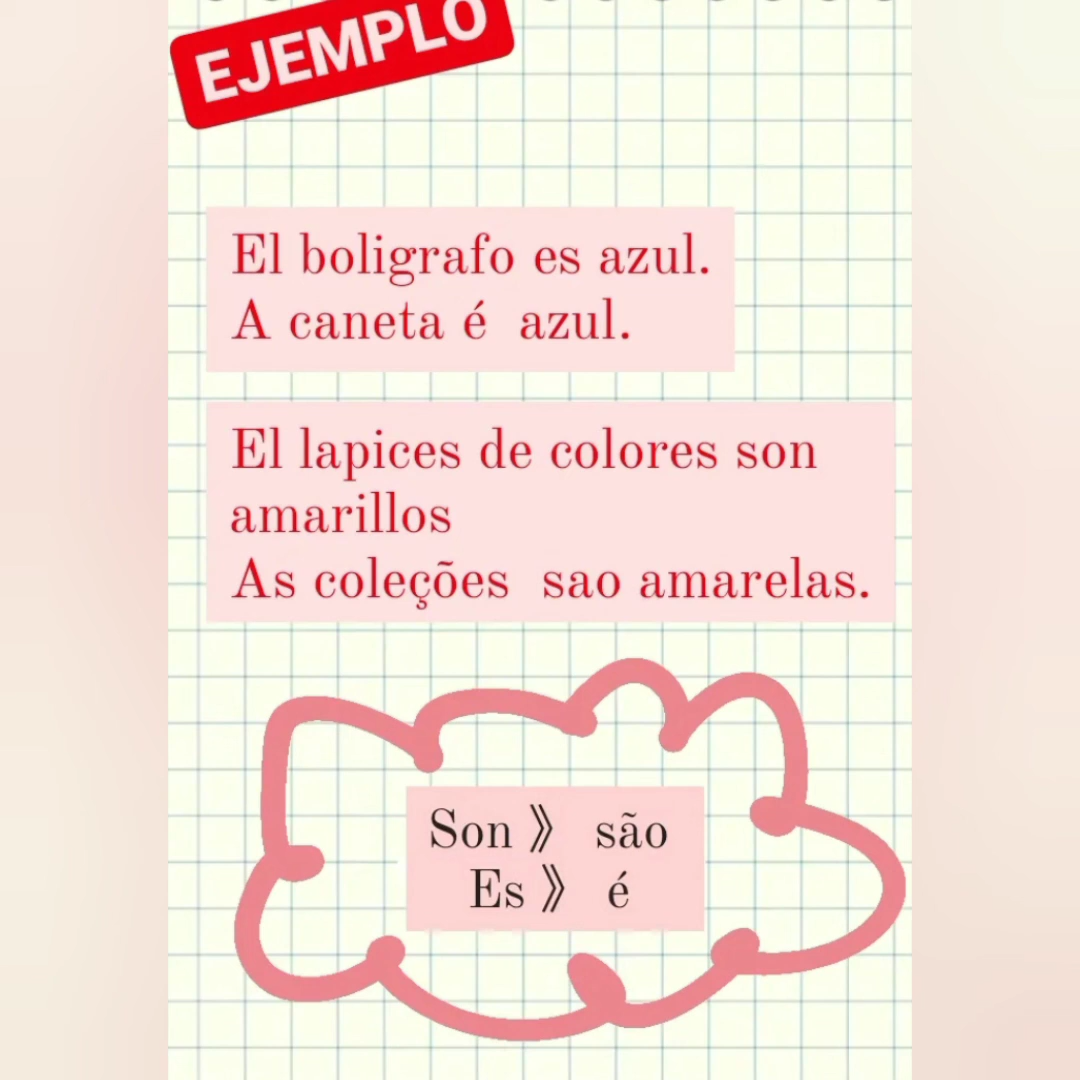 EJEMPLO
El boligrafo es azul.
A caneta é azul.
El lapices de colores son
amarillos
As coleções sao amarelas.
Son》 são
Es》 é